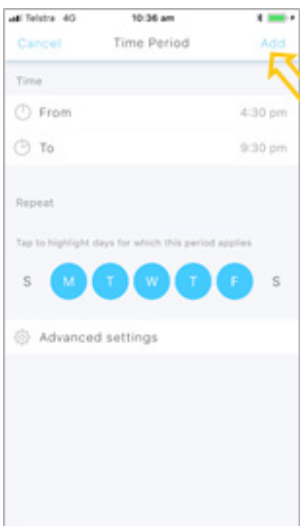 Telstra 4G 10:36 am
Cancel Time Period Add
Time
From 4:30 pm
To 9:30 pm
Repeat
Tap to highlight days for which this period applies
S M T W T F S
Advanced settings